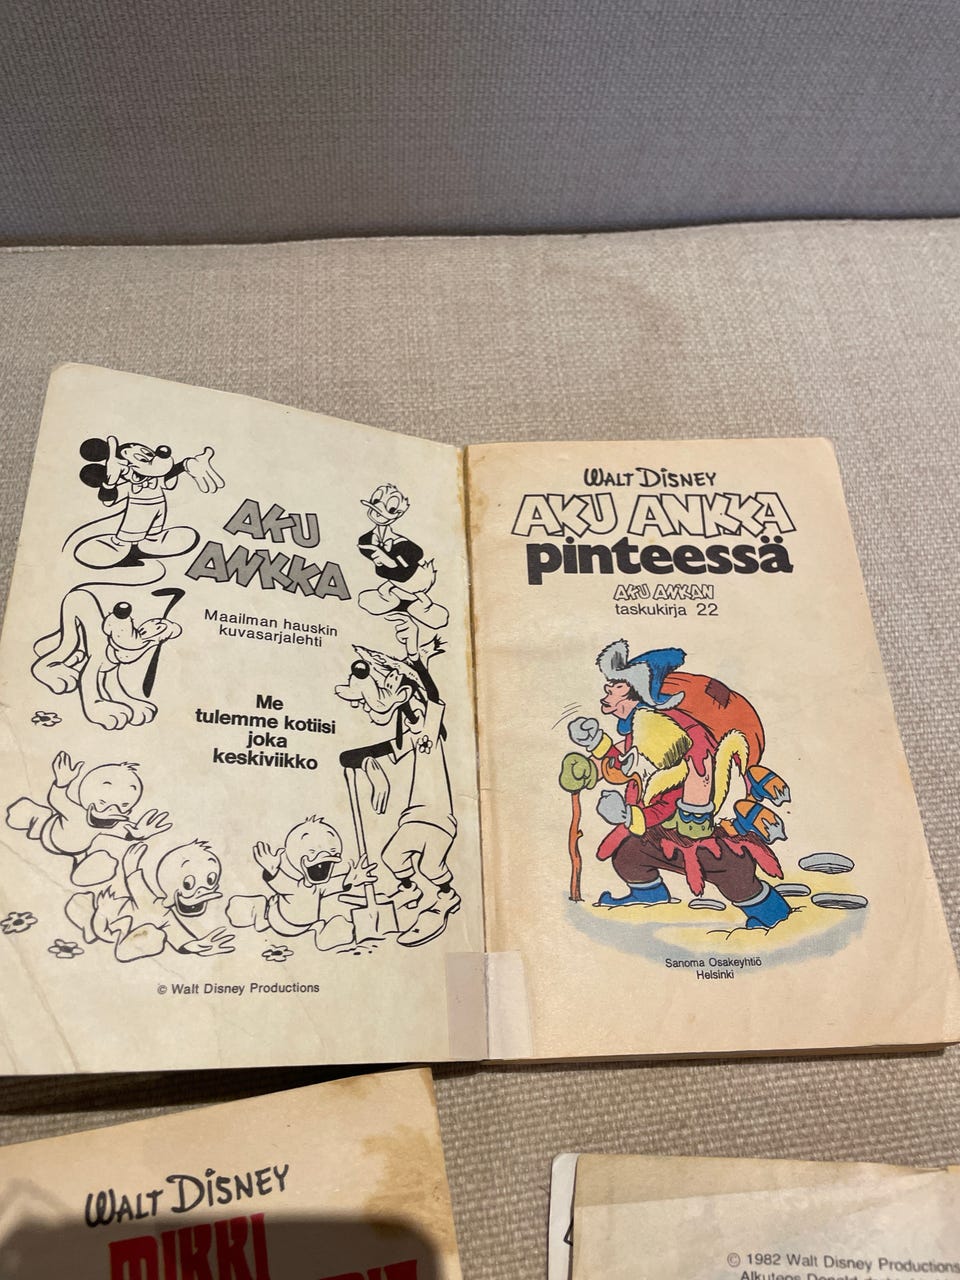 AKU
ANKKA
Maailman hauskin
kuvasarjalehti
Me
tulemme kotiisi
joka
keskiviikko
© Walt Disney Productions
WALT DISNEY
AKU ANKKA
pinteessä
AKU ANKAN
taskukirja 22
Sanoma Osakeyhtiö
Helsinki
WALT DISNEY
MIKKI
© 1982 Walt Disney Productions